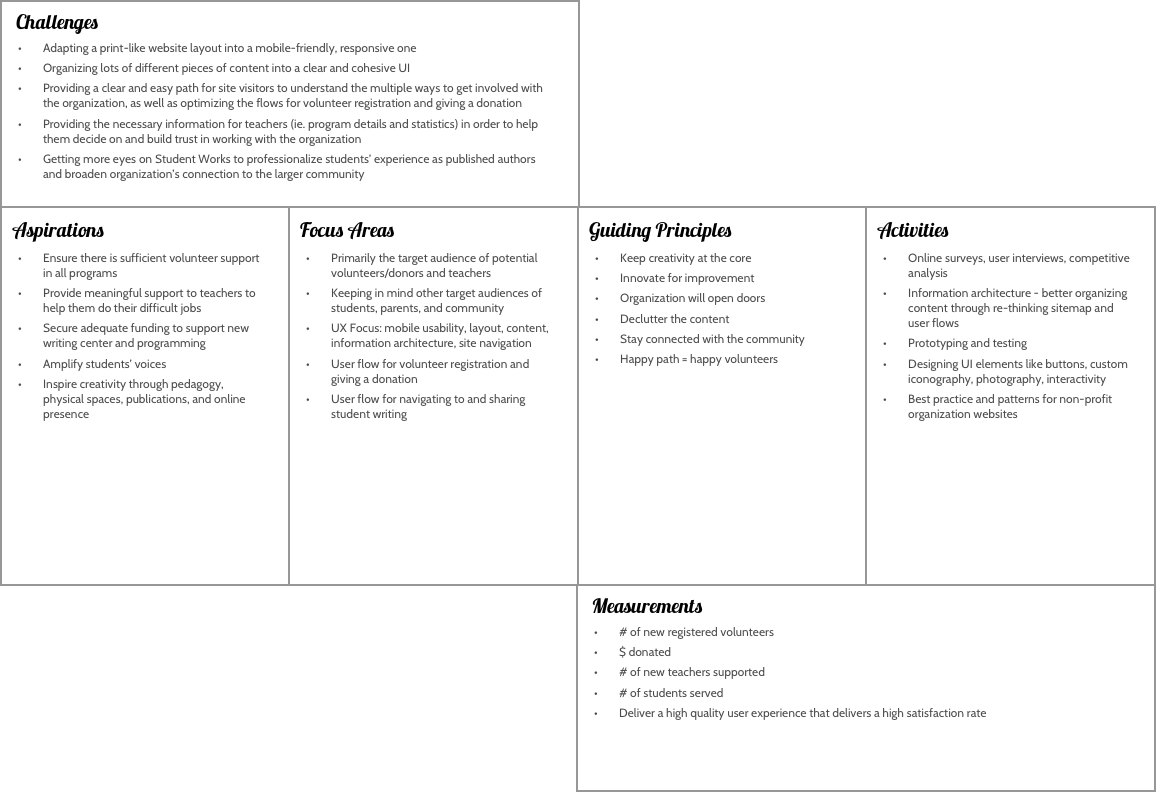 Challenges
• Adapting a print-like website layout into a mobile-friendly, responsive one
• Organizing lots of different pieces of content into a clear and cohesive UI
• Providing a clear and easy path for site visitors to understand the multiple ways to get involved with
the organization, as well as optimizing the flows for volunteer registration and giving a donation
• Providing the necessary information for teachers (ie. program details and statistics) in order to help
them decide on and build trust in working with the organization
• Getting more eyes on Student Works to professionalize students' experience as published authors
and broaden organization's connection to the larger community
Aspirations
• Ensure there is sufficient volunteer support
in all programs
• Provide meaningful support to teachers to
help them do their difficult jobs
• Secure adequate funding to support new
writing center and programming
• Amplify students' voices
• Inspire creativity through pedagogy,
physical spaces, publications, and online
presence
Focus Areas
• Primarily the target audience of potential
volunteers/donors and teachers
• Keeping in mind other target audiences of
students, parents, and community
• UX Focus: mobile usability, layout, content,
information architecture, site navigation
• User flow for volunteer registration and
giving a donation
• User flow for navigating to and sharing
student writing
Guiding Principles
• Keep creativity at the core
• Innovate for improvement
• Organization will open doors
• Declutter the content
• Stay connected with the community
• Happy path = happy volunteers
Activities
• Online surveys, user interviews, competitive
analysis
• Information architecture - better organizing
content through re-thinking sitemap and
user flows
• Prototyping and testing
• Designing UI elements like buttons, custom
iconography, photography, interactivity
• Best practice and patterns for non-profit
organization websites
Measurements
• # of new registered volunteers
• $ donated
• # of new teachers supported
• # of students served
• Deliver a high quality user experience that delivers a high satisfaction rate